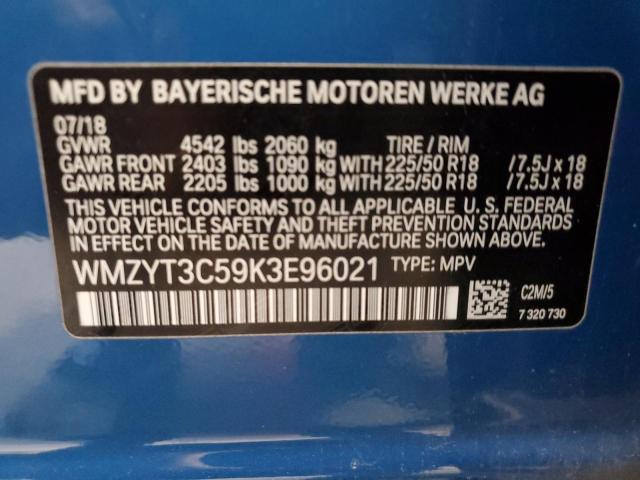 MFD BY BAYERISCHE MOTOREN WERKE AG
07/18
GVWR 4542 lbs 2060 kg TIRE / RIM
GAWR FRONT 2403 lbs 1090 kg WITH 225/50 R18 /7.5J x 18
GAWR REAR 2205 lbs 1000 kg WITH 225/50 R18 /7.5J x 18
THIS VEHICLE CONFORMS TO ALL APPLICABLE U. S. FEDERAL
MOTOR VEHICLE SAFETY AND THEFT PREVENTION STANDARDS
IN EFFECT ON THE DATE OF MANUFACTURE SHOWN ABOVE.
WMZYT3C59K3E96021 TYPE: MPV
C2M/5
7 320 730